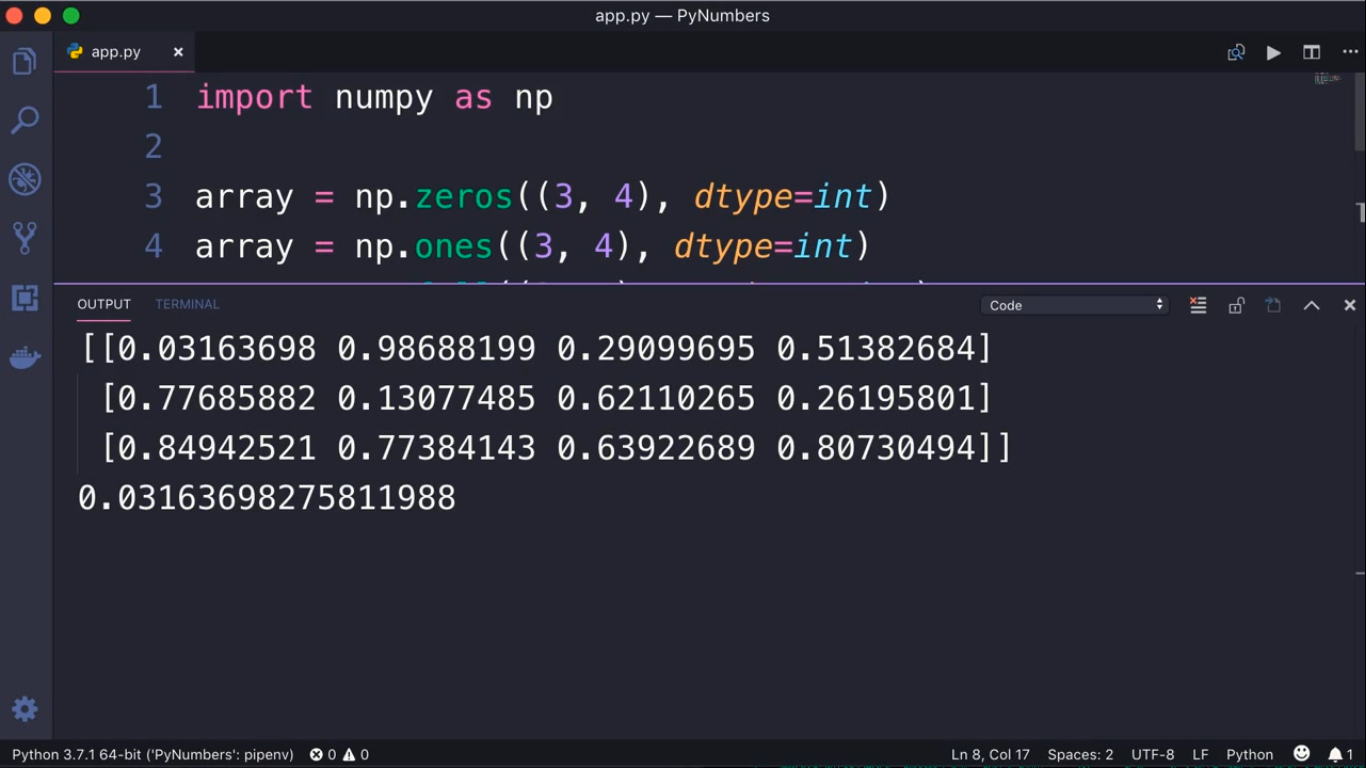 app.py — PyNumbers
app.py
1 import numpy as np
2
3 array = np.zeros((3, 4), dtype=int)
4 array = np.ones((3, 4), dtype=int)
OUTPUT TERMINAL Code
[[0.03163698 0.98688199 0.29099695 0.51382684]
[0.77685882 0.13077485 0.62110265 0.26195801]
[0.84942521 0.77384143 0.63922689 0.80730494]]
0.03163698275811988
Python 3.7.1 64-bit ('PyNumbers': pipenv) 0 0 Ln 8, Col 17 Spaces: 2 UTF-8 LF Python 1